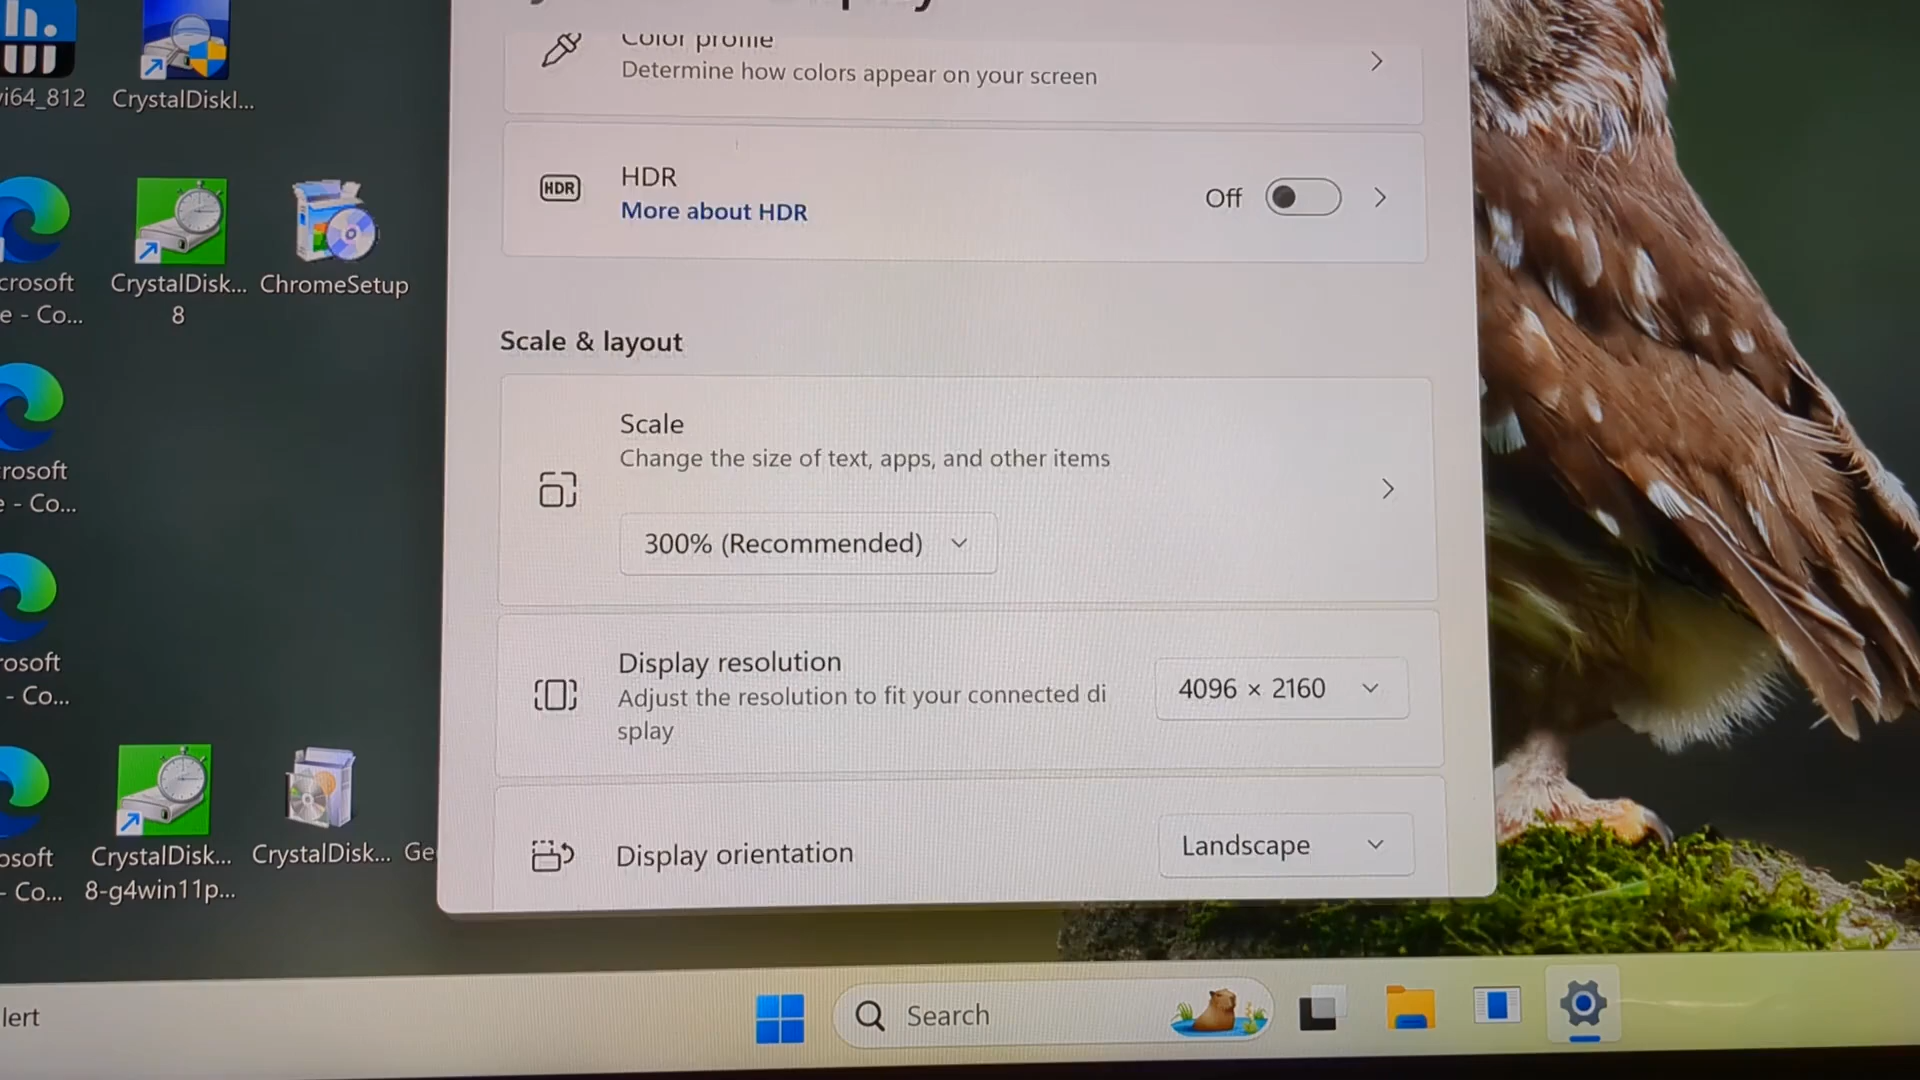 Color profile
Determine how colors appear on your screen
HDR
HDR
More about HDR
Off
Scale & layout
Scale
Change the size of text, apps, and other items
300% (Recommended)
Display resolution
Adjust the resolution to fit your connected di
splay
4096 × 2160
Display orientation
Landscape
i64_812
CrystalDiskI...
crosoft
e - Co...
CrystalDisk...
8
ChromeSetup
rosoft
e - Co...
rosoft
- Co...
osoft
- Co...
CrystalDisk...
8-g4win11p...
CrystalDisk...
Ge
lert
Search